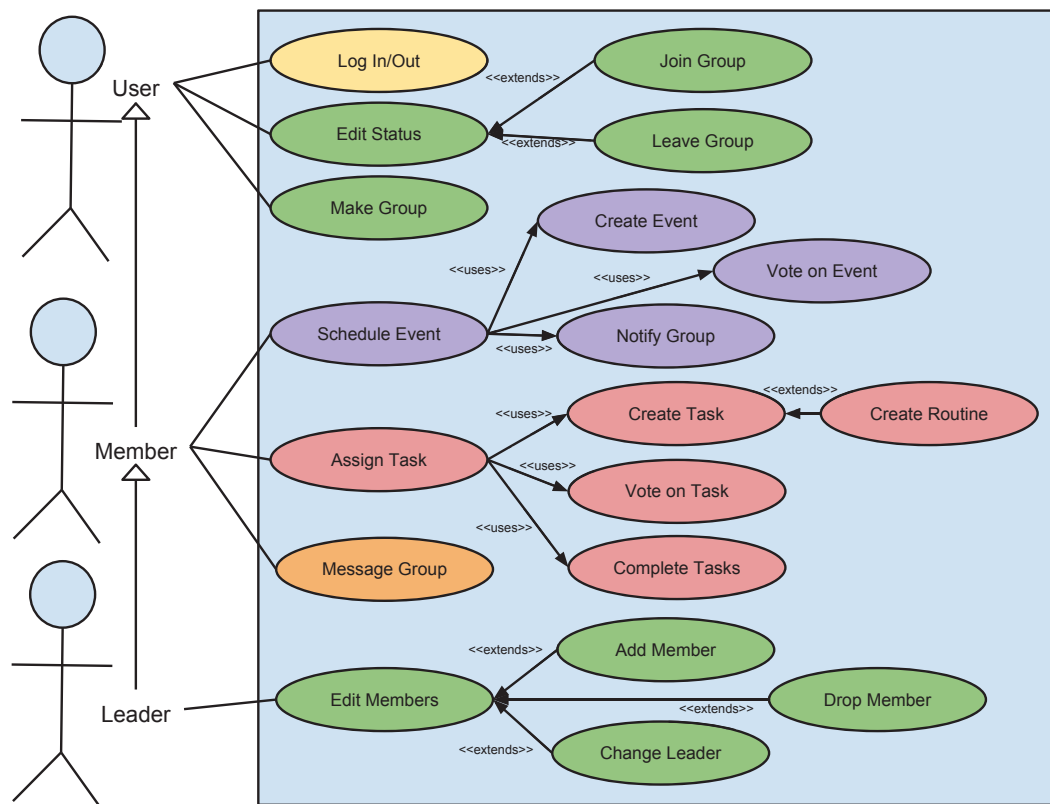 Log In/Out
Join Group
<<extends>>
User
Edit Status
<<extends>>
Leave Group
Make Group
Create Event
<<uses>>
<<uses>>
Vote on Event
Schedule Event
<<uses>>
Notify Group
<<extends>>
<<uses>>
Create Task
Create Routine
Member
Assign Task
<<uses>>
Vote on Task
<<uses>>
Message Group
Complete Tasks
<<extends>>
Add Member
Leader
Edit Members
<<extends>>
Drop Member
<<extends>>
Change Leader